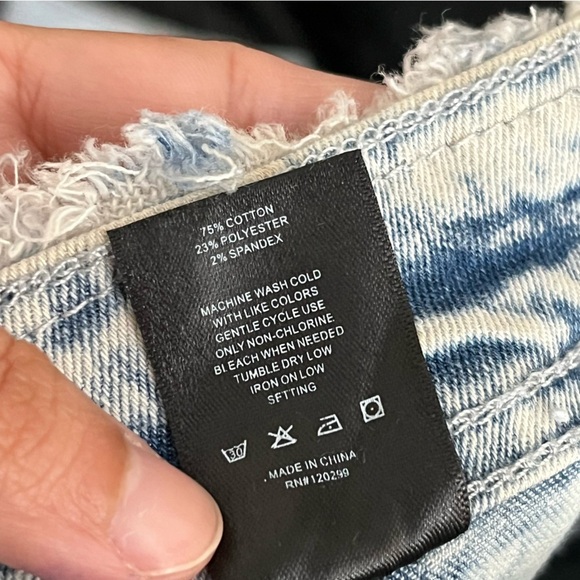 75% COTTON
23% POLYESTER
2% SPANDEX
MACHINE WASH COLD
WITH LIKE COLORS
GENTLE CYCLE USE
ONLY NON-CHLORINE
BLEACH WHEN NEEDED
TUMBLE DRY LOW
IRON ON LOW
SETTING
30
MADE IN CHINA
RN#120299